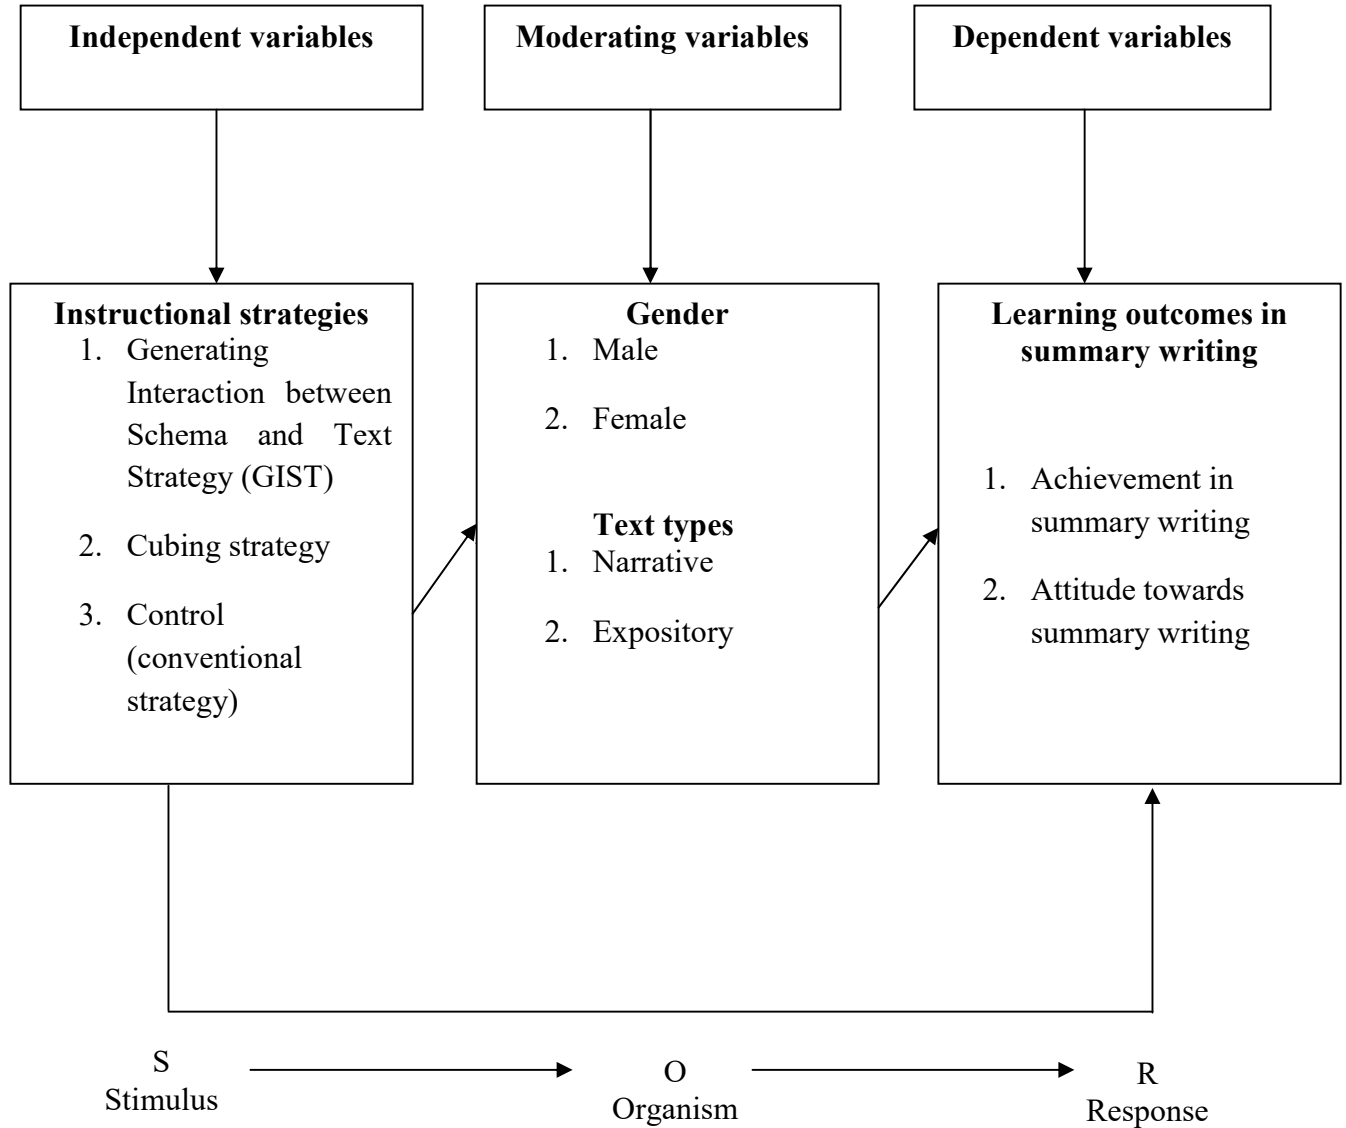 Independent variables
Moderating variables
Dependent variables
Instructional strategies
1. Generating
Interaction between
Schema and Text
Strategy (GIST)
2. Cubing strategy
3. Control
(conventional
strategy)
Gender
1. Male
2. Female
Text types
1. Narrative
2. Expository
Learning outcomes in
summary writing
1. Achievement in
summary writing
2. Attitude towards
summary writing
S
Stimulus
O
Organism
R
Response